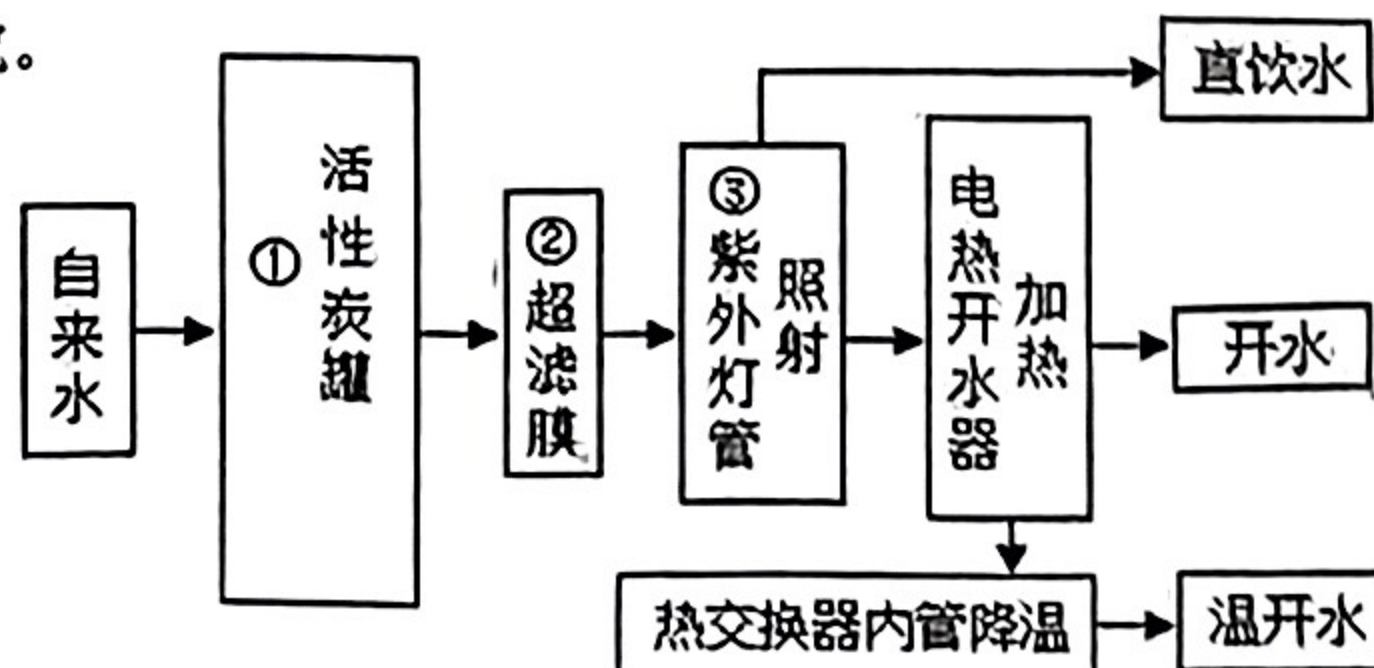 。
直饮水
自来水
①
活性炭罐
②超滤膜
③紫外灯管
照射
电热开水器
加热
开水
热交换器内管降温
温开水